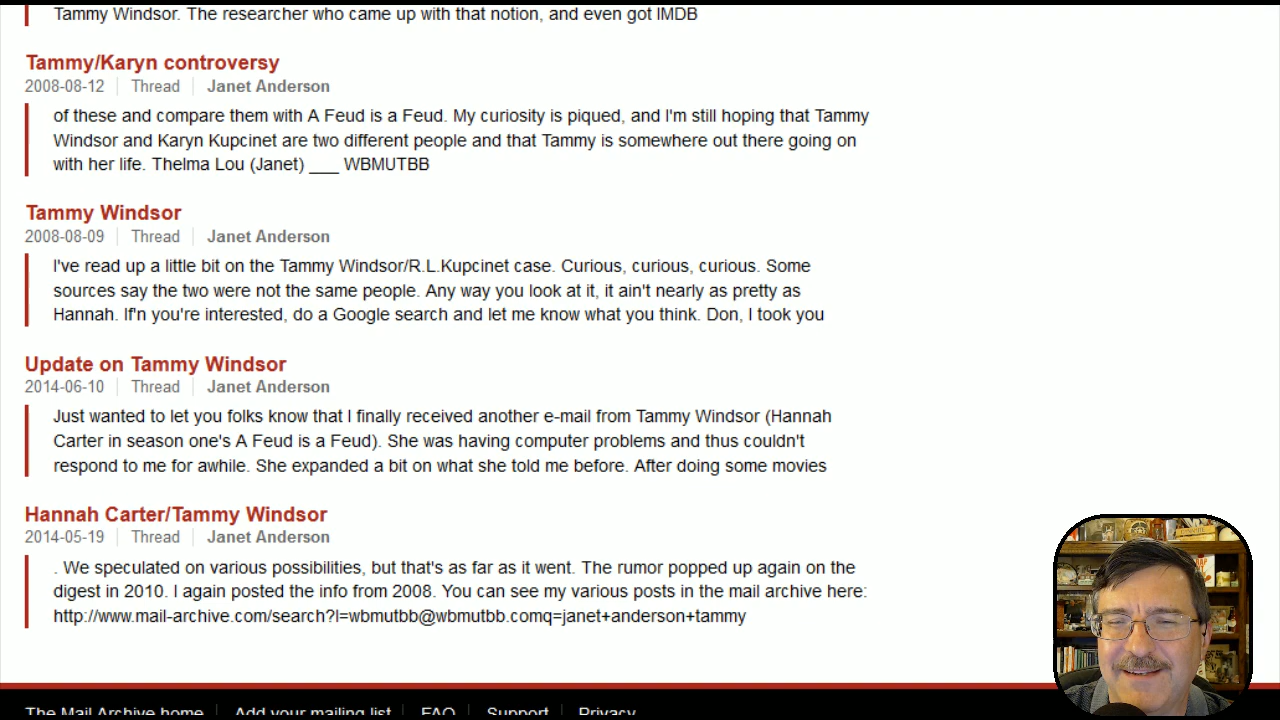 Tammy Windsor. The researcher who came up with that notion, and even got IMDB
Tammy/Karyn controversy
2008-08-12 Thread Janet Anderson
of these and compare them with A Feud is a Feud. My curiosity is piqued, and I'm still hoping that Tammy
Windsor and Karyn Kupcinet are two different people and that Tammy is somewhere out there going on
with her life. Thelma Lou (Janet) ___ WBMUTBB
Tammy Windsor
2008-08-09 Thread Janet Anderson
I've read up a little bit on the Tammy Windsor/R.L.Kupcinet case. Curious, curious, curious. Some
sources say the two were not the same people. Any way you look at it, it ain't nearly as pretty as
Hannah. If'n you're interested, do a Google search and let me know what you think. Don, I took you
Update on Tammy Windsor
2014-06-10 Thread Janet Anderson
Just wanted to let you folks know that I finally received another e-mail from Tammy Windsor (Hannah
Carter in season one's A Feud is a Feud). She was having computer problems and thus couldn't
respond to me for awhile. She expanded a bit on what she told me before. After doing some movies
Hannah Carter/Tammy Windsor
2014-05-19 Thread Janet Anderson
. We speculated on various possibilities, but that's as far as it went. The rumor popped up again on the
digest in 2010. I again posted the info from 2008. You can see my various posts in the mail archive here:
http://www.mail-archive.com/search?l=wbmutbb@wbmutbb.comq=janet+anderson+tammy
The Mail Archive home Add your mailing list FAQ Support Privacy